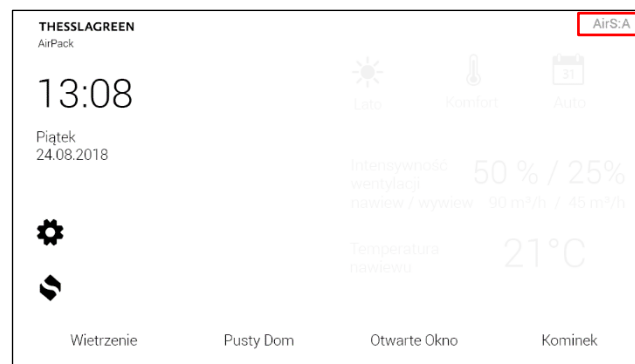 THESSLAGREEN
AirPack
AirS:A
13:08
Piątek
24.08.2018
31
Lato
Komfort
Auto
Intensywność
wentylacji
nawiew / wywiew
50 % / 25%
90 m³/h / 45 m³/h
Temperatura
nawiewu
21°C
Wietrzenie
Pusty Dom
Otwarte Okno
Kominek